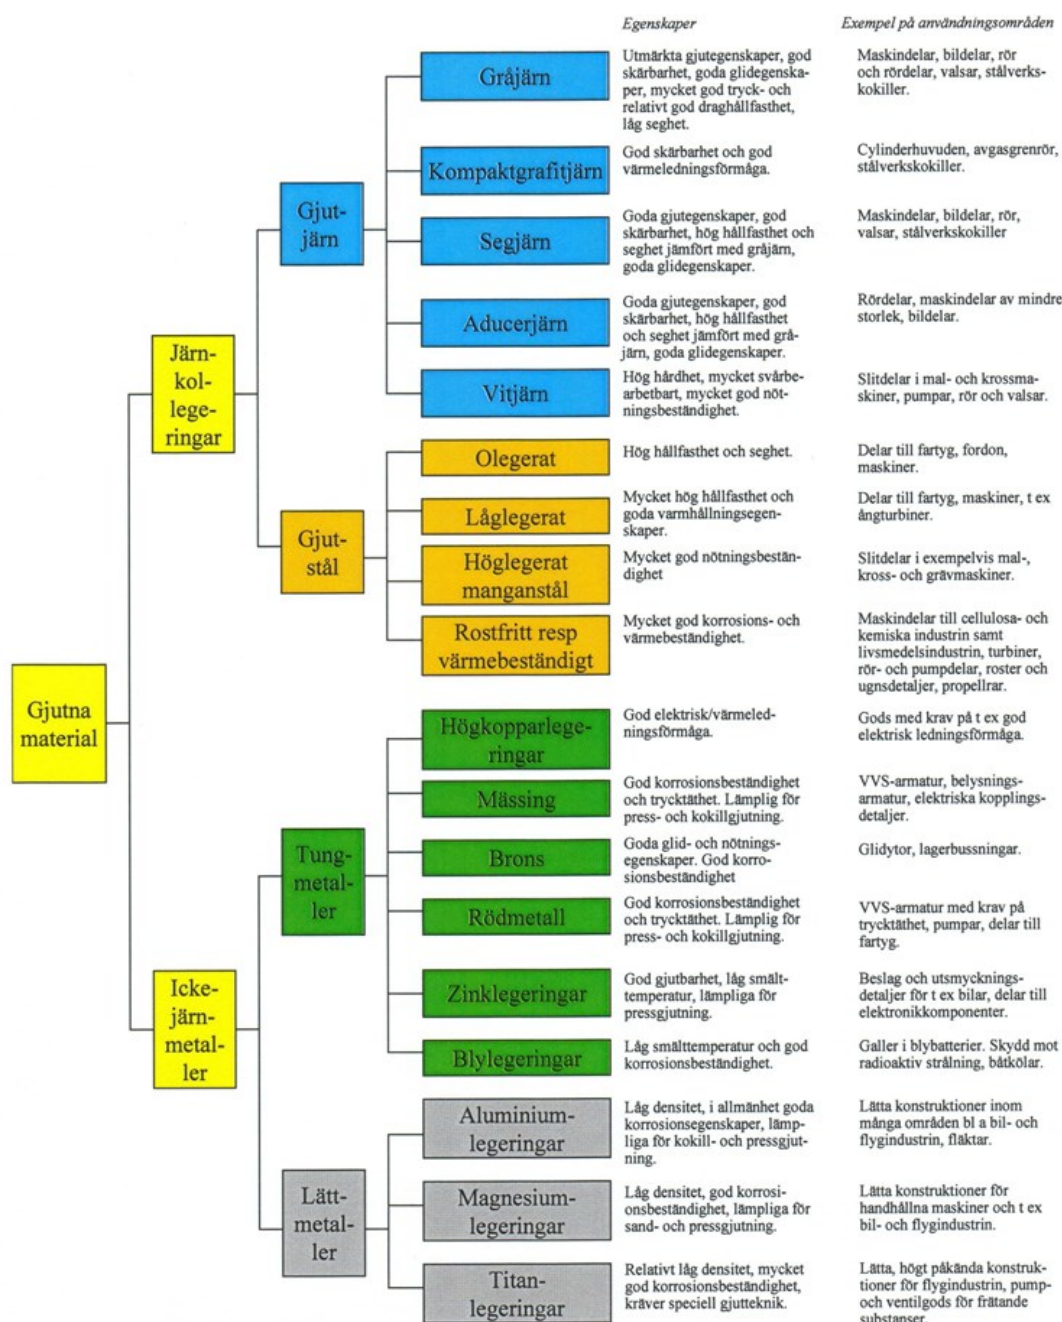 Egenskaper
Exempel på användningsområden
Gjutna
material
Järn-
kol-
lege-
ringar
Gjut-
järn
Gråjärn
Utmärkta gjutegenskaper, god
skärbarhet, goda glidegenska-
per, mycket god tryck- och
relativt god draghållfasthet,
låg seghet.
Maskindelar, bildelar, rör
och rördelar, valsar, stålverks-
kokiller.
Kompaktgrafitjärn
God skärbarhet och god
värmeledningsförmåga.
Cylinderhuvuden, avgasgrenrör,
stålverkskokiller.
Segjärn
Goda gjutegenskaper, god
skärbarhet, hög hållfasthet och
seghet jämfört med gråjärn,
goda glidegenskaper.
Maskindelar, bildelar, rör,
valsar, stålverkskokiller
Aducerjärn
Goda gjutegenskaper, god
skärbarhet, hög hållfasthet
och seghet jämfört med grå-
järn, goda glidegenskaper.
Rördelar, maskindelar av mindre
storlek, bildelar.
Vitjärn
Hög hårdhet, mycket svårbe-
arbetbart, mycket god nöt-
ningsbeständighet.
Slitdelar i mal- och krossma-
skiner, pumpar, rör och valsar.
Gjut-
stål
Olegerat
Hög hållfasthet och seghet.
Delar till fartyg, fordon,
maskiner.
Låglegerat
Mycket hög hållfasthet och
goda varmhållningsegen-
skaper.
Delar till fartyg, maskiner, t ex
ångturbiner.
Höglegerat
manganstål
Mycket god nötningsbestän-
dighet
Slitdelar i exempelvis mal-,
kross- och grävmaskiner.
Rostfritt resp
värmebeständigt
Mycket god korrosions- och
värmebeständighet.
Maskindelar till cellulosa- och
kemiska industrin samt
livsmedelsindustrin, turbiner,
rör- och pumpdelar, roster och
ugnsdetaljer, propellrar.
Icke-
järn-
metal-
ler
Tung-
metal-
ler
Högkopparlege-
ringar
God elektrisk/värmeled-
ningsförmåga.
Gods med krav på t ex god
elektrisk ledningsförmåga.
Mässing
God korrosionsbeständighet
och trycktäthet. Lämplig för
press- och kokillgjutning.
VVS-armatur, belysnings-
armatur, elektriska kopplings-
detaljer.
Brons
Goda glid- och nötnings-
egenskaper. God korro-
sionsbeständighet
Glidytor, lagerbussningar.
Rödmetall
God korrosionsbeständighet
och trycktäthet. Lämplig för
press- och kokillgjutning.
VVS-armatur med krav på
trycktäthet, pumpar, delar till
fartyg.
Zinklegeringar
God gjutbarhet, låg smält-
temperatur, lämpliga för
pressgjutning.
Beslag och utsmycknings-
detaljer för t ex bilar, delar till
elektronikkomponenter.
Blylegeringar
Låg smälttemperatur och god
korrosionsbeständighet.
Galler i blybatterier. Skydd mot
radioaktiv strålning, båtkölar.
Lätt-
metal-
ler
Aluminium-
legeringar
Låg densitet, i allmänhet goda
korrosionsegenskaper, lämp-
liga för kokill- och pressgjut-
ning.
Lätta konstruktioner inom
många områden bl a bil- och
flygindustrin, fläktar.
Magnesium-
legeringar
Låg densitet, god korrosi-
onsbeständighet, lämpliga för
sand- och pressgjutning.
Lätta konstruktioner för
handhållna maskiner och t ex
bil- och flygindustrin.
Titan-
legeringar
Relativt låg densitet, mycket
god korrosionsbeständighet,
kräver speciell gjutteknik.
Lätta, högt påkända konstruk-
tioner för flygindustrin, pump-
och ventilgods för frätande
substanser.